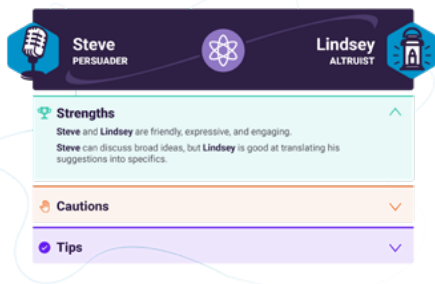 Steve
PERSUADER
Lindsey
ALTRUIST
Strengths
Steve and Lindsey are friendly, expressive, and engaging.
Steve can discuss broad ideas, but Lindsey is good at translating his
suggestions into specifics.
Cautions
Tips